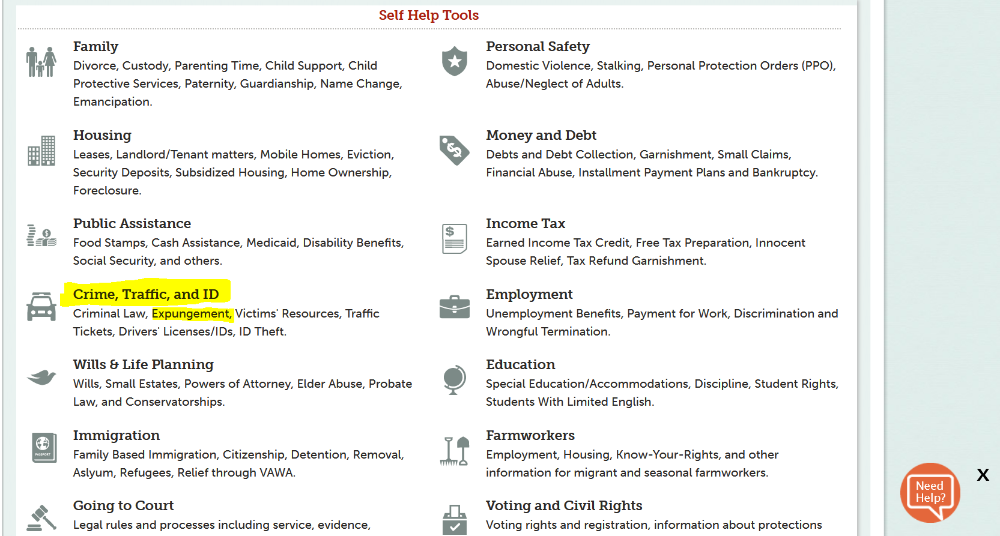 Self Help Tools
Family
Divorce, Custody, Parenting Time, Child Support, Child
Protective Services, Paternity, Guardianship, Name Change,
Emancipation.
Personal Safety
Domestic Violence, Stalking, Personal Protection Orders (PPO),
Abuse/Neglect of Adults.
Housing
Leases, Landlord/Tenant matters, Mobile Homes, Eviction,
Security Deposits, Subsidized Housing, Home Ownership,
Foreclosure.
Money and Debt
Debts and Debt Collection, Garnishment, Small Claims,
Financial Abuse, Installment Payment Plans and Bankruptcy.
Public Assistance
Food Stamps, Cash Assistance, Medicaid, Disability Benefits,
Social Security, and others.
Income Tax
Earned Income Tax Credit, Free Tax Preparation, Innocent
Spouse Relief, Tax Refund Garnishment.
Crime, Traffic, and ID
Criminal Law, Expungement, Victims' Resources, Traffic
Tickets, Drivers' Licenses/IDs, ID Theft.
Employment
Unemployment Benefits, Payment for Work, Discrimination and
Wrongful Termination.
Wills & Life Planning
Wills, Small Estates, Powers of Attorney, Elder Abuse, Probate
Law, and Conservatorships.
Education
Special Education/Accommodations, Discipline, Student Rights,
Students With Limited English.
PASSPORT
Immigration
Family Based Immigration, Citizenship, Detention, Removal,
Aslyum, Refugees, Relief through VAWA.
Farmworkers
Employment, Housing, Know-Your-Rights, and other
information for migrant and seasonal farmworkers.
Going to Court
Legal rules and processes including service, evidence,
Voting and Civil Rights
Voting rights and registration, information about protections
Need
Help?
X